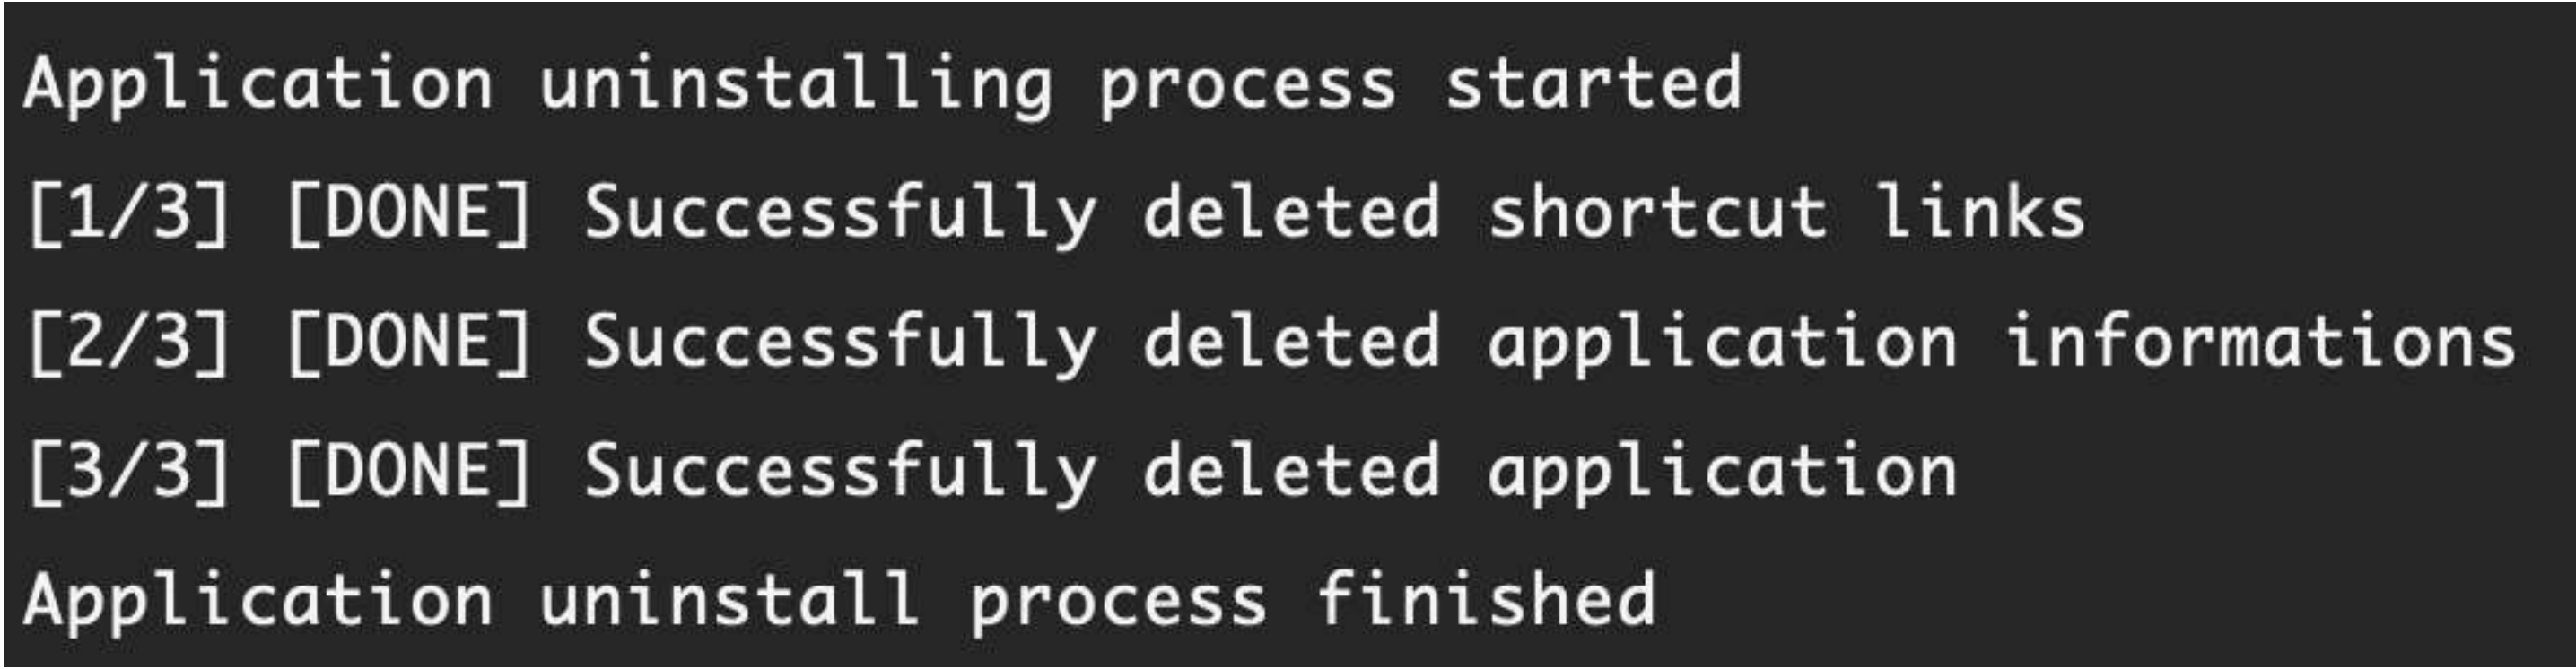 Application uninstalling process started
[1/3] [DONE] Successfully deleted shortcut links
[2/3] [DONE] Successfully deleted application informations
[3/3] [DONE] Successfully deleted application
Application uninstall process finished